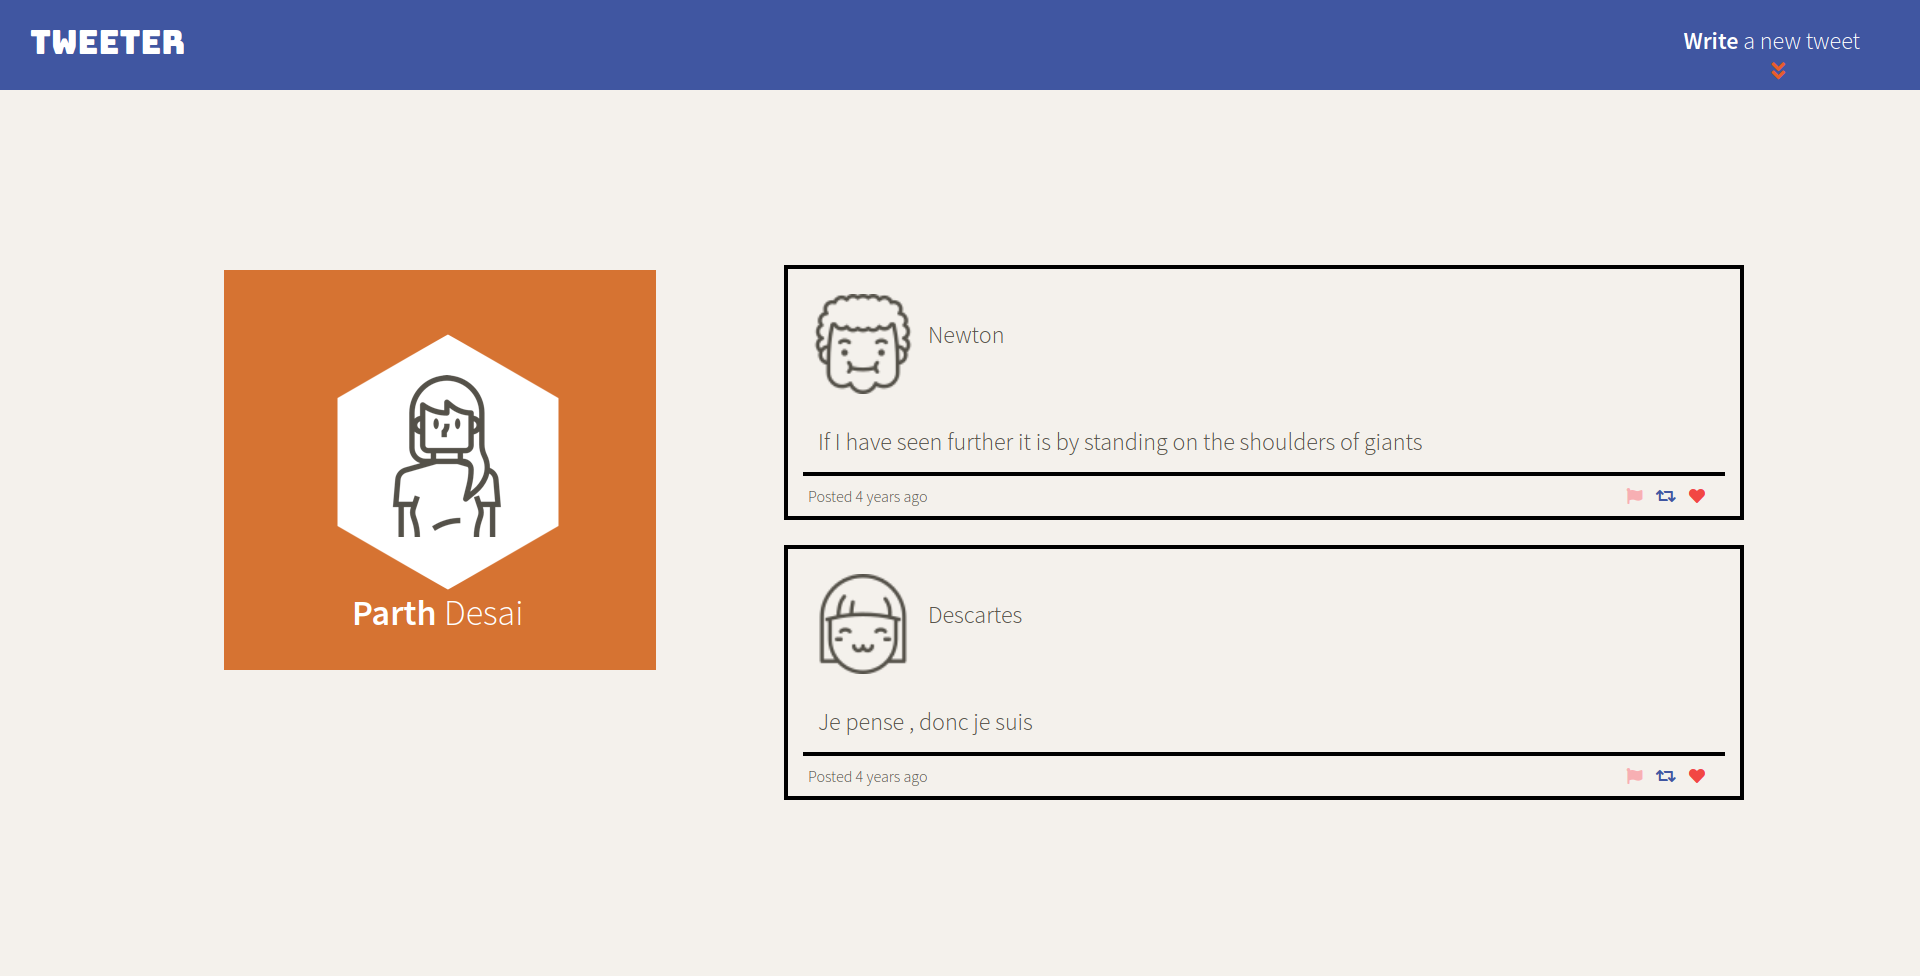 TWEETER
Write a new tweet
Parth Desai
Newton
If I have seen further it is by standing on the shoulders of giants
Posted 4 years ago
Descartes
Je pense , donc je suis
Posted 4 years ago